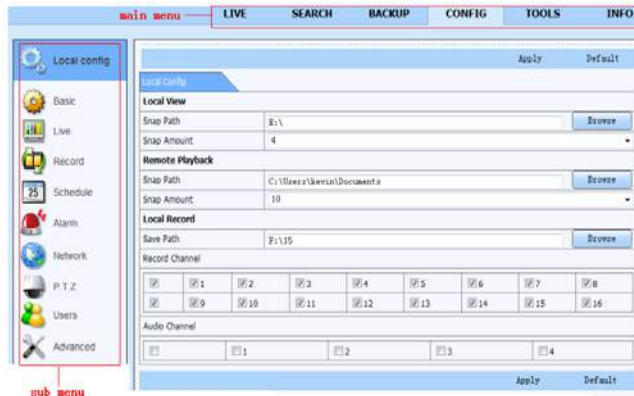 main menu LIVE SEARCH BACKUP CONFIG TOOLS INFO
Local config
Basic
Live
Record
25 Schedule
Alarm
Network
P.T.Z
Users
Advanced
sub menu
Apply Default
Local Config
Local View
Snap Path E:\ Browse
Snap Amount 4
Remote Playback
Snap Path C:\Users\kevin\Documents Browse
Snap Amount 10
Local Record
Save Path F:\15 Browse
Record Channel
1 2 3 4 5 6 7 8
9 10 11 12 13 14 15 16
Audio Channel
1 2 3 4
Apply Default